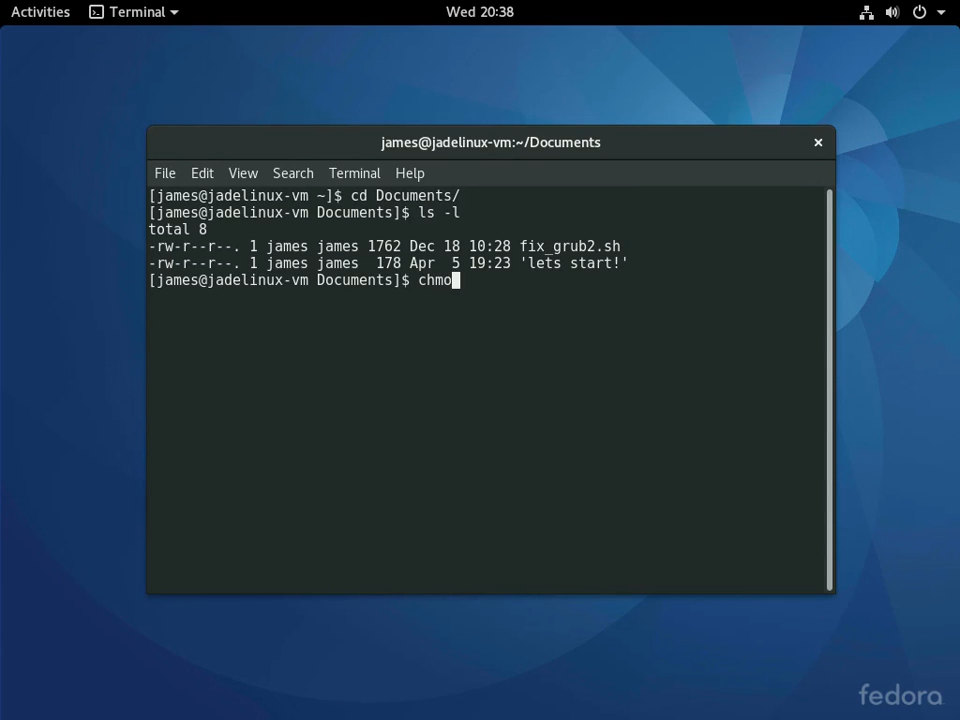 Activities Terminal Wed 20:38
james@jadelinux-vm:~/Documents ×
File Edit View Search Terminal Help
[james@jadelinux-vm ~]$ cd Documents/
[james@jadelinux-vm Documents]$ ls -l
total 8
-rw-r--r--. 1 james james 1762 Dec 18 10:28 fix_grub2.sh
-rw-r--r--. 1 james james  178 Apr  5 19:23 'lets start!'
[james@jadelinux-vm Documents]$ chmo
fedora